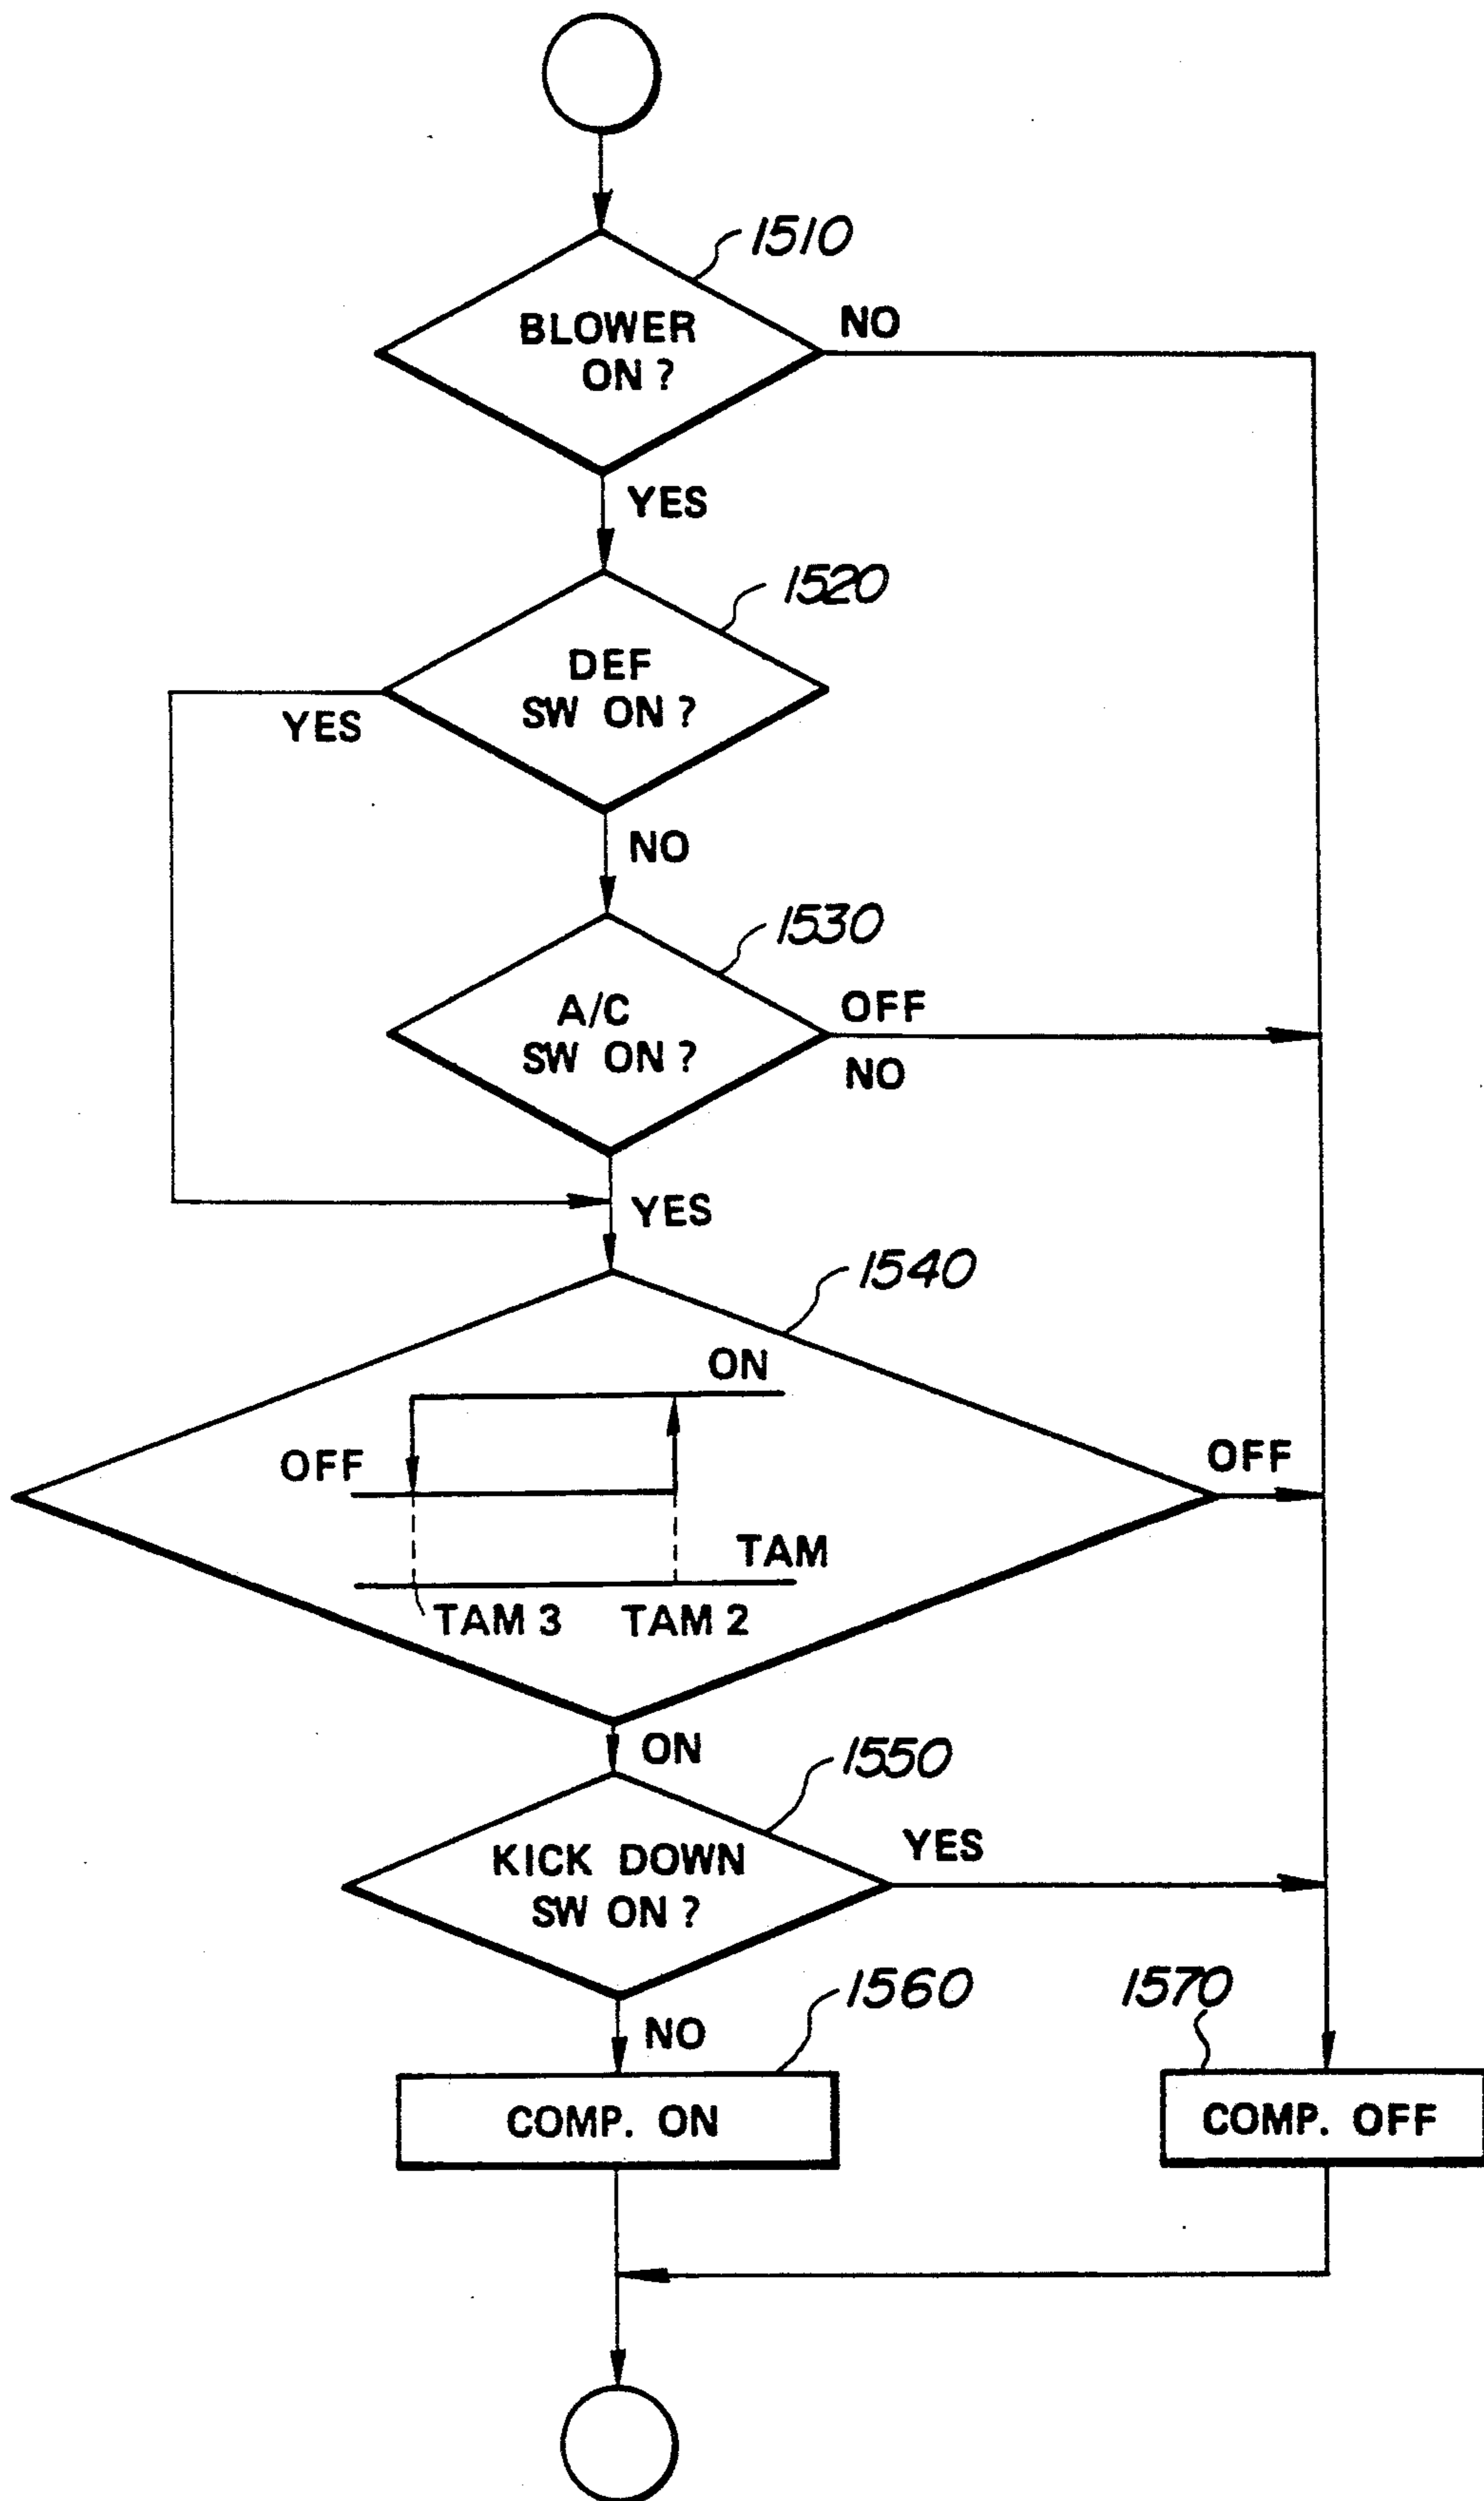 1510
BLOWER
ON ?
NO
YES
1520
DEF
SW ON ?
YES
NO
1530
A/C
SW ON ?
OFF
NO
YES
1540
ON
OFF
OFF
TAM
TAM 3
TAM 2
ON
1550
KICK DOWN
SW ON ?
YES
NO
1560
1570
COMP. ON
COMP. OFF